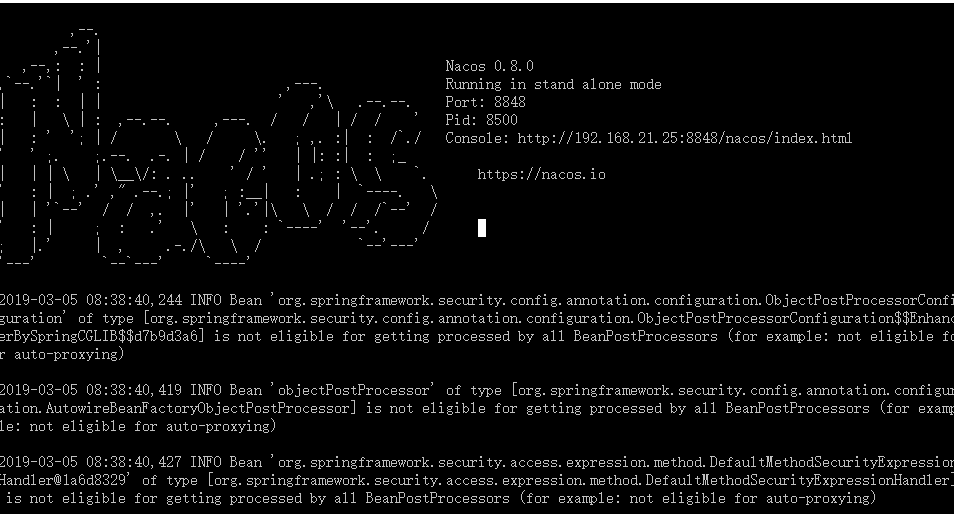 Nacos 0.8.0
Running in stand alone mode
Port: 8848
Pid: 8500
Console: http://192.168.21.25:8848/nacos/index.html
https://nacos.io
2019-03-05 08:38:40,244 INFO Bean 'org.springframework.security.config.annotation.configuration.ObjectPostProcessorConfi
guration' of type [org.springframework.security.config.annotation.configuration.ObjectPostProcessorConfiguration$$Enhanc
erBySpringCGLIB$$d7b9d3a6] is not eligible for getting processed by all BeanPostProcessors (for example: not eligible fo
r auto-proxying)
2019-03-05 08:38:40,419 INFO Bean 'objectPostProcessor' of type [org.springframework.security.config.annotation.configur
ation.AutowireBeanFactoryObjectPostProcessor] is not eligible for getting processed by all BeanPostProcessors (for examp
le: not eligible for auto-proxying)
2019-03-05 08:38:40,427 INFO Bean 'org.springframework.security.access.expression.method.DefaultMethodSecurityExpression
Handler@1a6d8329' of type [org.springframework.security.access.expression.method.DefaultMethodSecurityExpressionHandler]
is not eligible for getting processed by all BeanPostProcessors (for example: not eligible for auto-proxying)